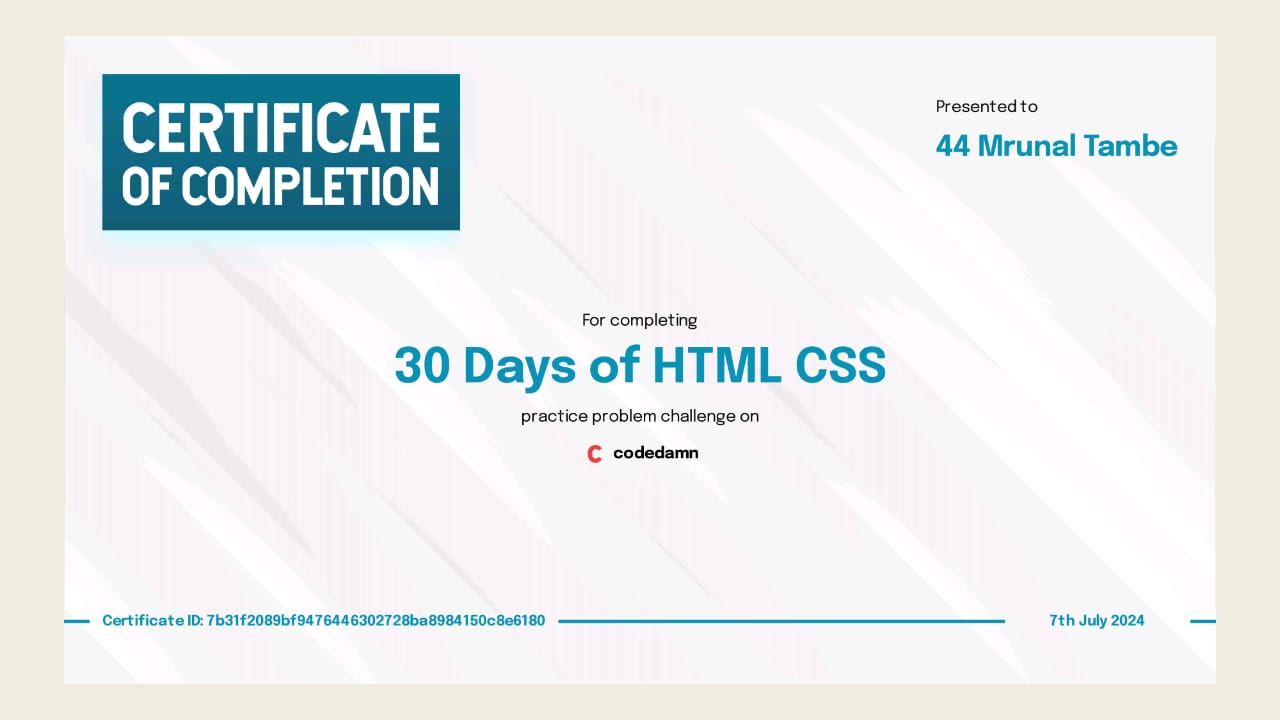 CERTIFICATE
OF COMPLETION
Presented to
44 Mrunal Tambe
For completing
30 Days of HTML CSS
practice problem challenge on
codedamn
Certificate ID: 7b31f2089bf9476446302728ba8984150c8e6180
7th July 2024